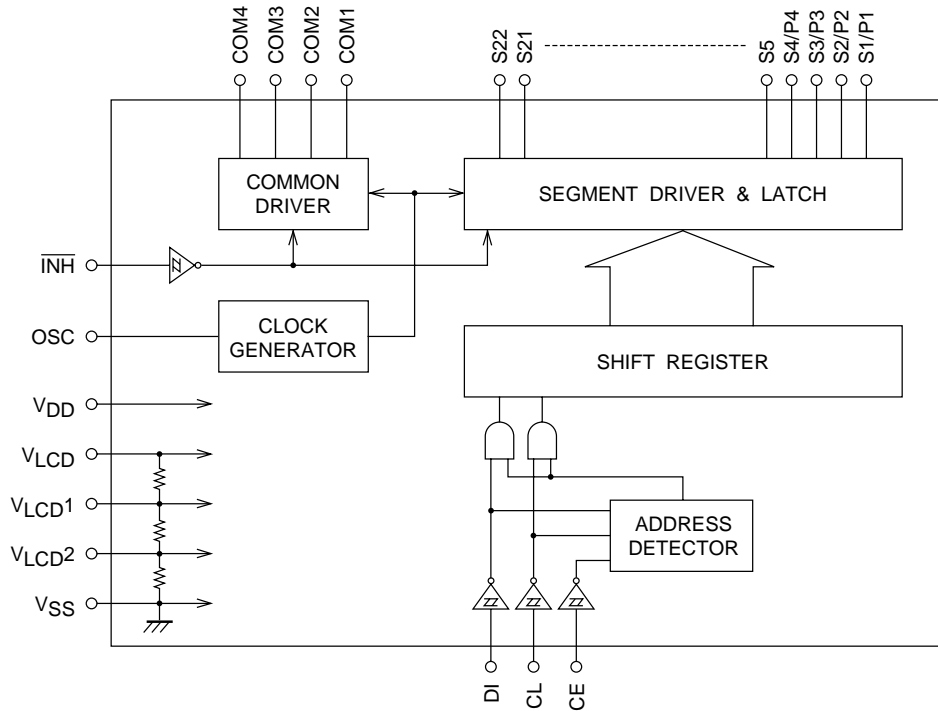 COM4
COM3
COM2
COM1
S22
S21
S5
S4/P4
S3/P3
S2/P2
S1/P1
COMMON
DRIVER
SEGMENT DRIVER & LATCH
INH
OSC
CLOCK
GENERATOR
SHIFT REGISTER
VDD
VLCD
VLCD1
VLCD2
VSS
ADDRESS
DETECTOR
DI
CL
CE